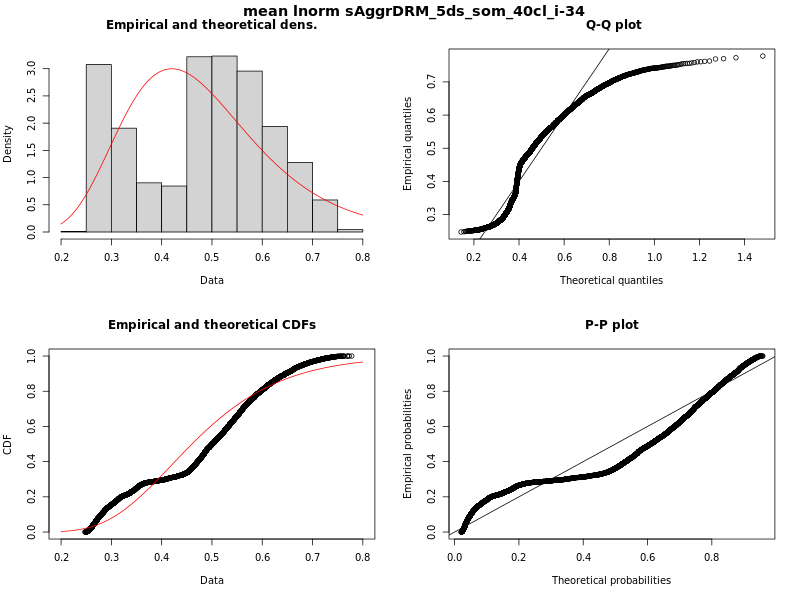 mean lnorm sAggrDRM_5ds_som_40cl_i-34
Empirical and theoretical dens.
Density
0.0 0.5 1.0 1.5 2.0 2.5 3.0
0.2 0.3 0.4 0.5 0.6 0.7 0.8
Data
Q-Q plot
Empirical quantiles
0.3 0.4 0.5 0.6 0.7
0.2 0.4 0.6 0.8 1.0 1.2 1.4
Theoretical quantiles
Empirical and theoretical CDFs
CDF
0.0 0.2 0.4 0.6 0.8 1.0
0.2 0.3 0.4 0.5 0.6 0.7 0.8
Data
P-P plot
Empirical probabilities
0.0 0.2 0.4 0.6 0.8 1.0
0.0 0.2 0.4 0.6 0.8
Theoretical probabilities